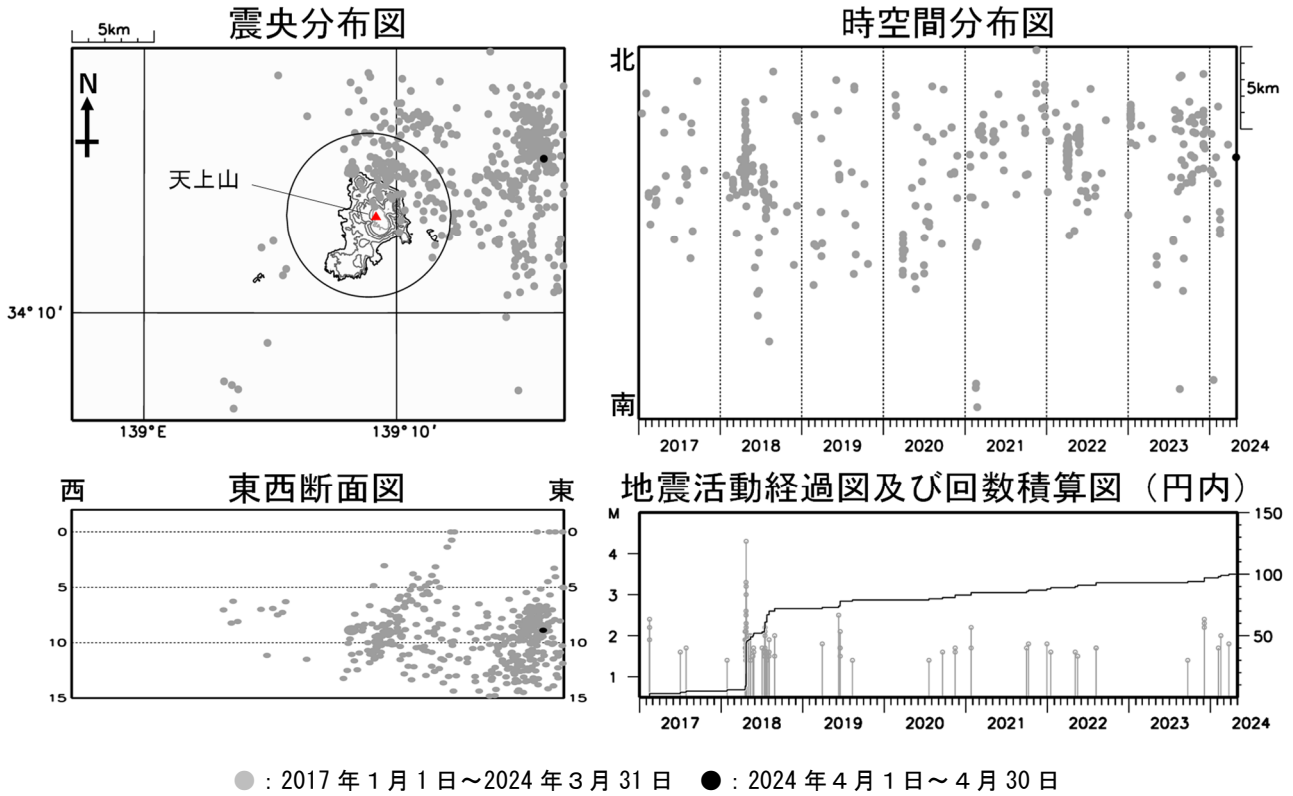 震央分布図
5km
N
天上山
34°10′
139°E
139°10′
時空間分布図
北
南
5km
2017 2018 2019 2020 2021 2022 2023 2024
東西断面図
西
東
0
5
10
15
0
5
10
15
地震活動経過図及び回数積算図（円内）
M
4
3
2
1
150
100
50
2017 2018 2019 2020 2021 2022 2023 2024
：2017年1月1日～2024年3月31日 ：2024年4月1日～4月30日